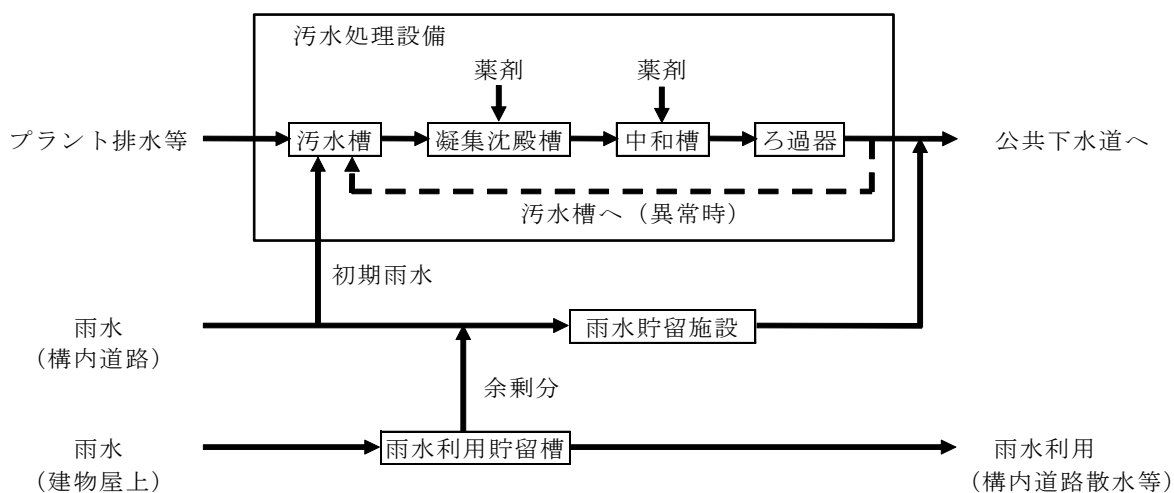 汚水処理設備
薬剤
薬剤
プラント排水等
汚水槽
凝集沈殿槽
中和槽
ろ過器
公共下水道へ
汚水槽へ（異常時）
初期雨水
雨水
（構内道路）
雨水貯留施設
余剰分
雨水
（建物屋上）
雨水利用貯留槽
雨水利用
（構内道路散水等）